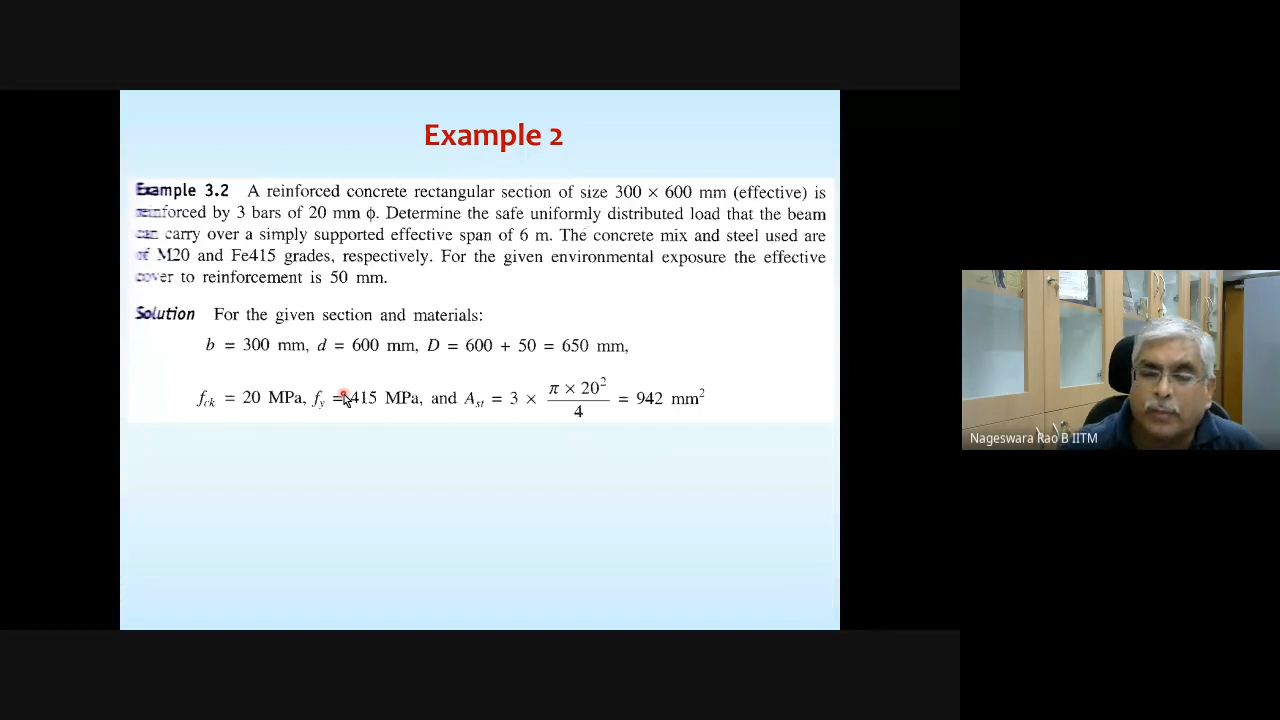 Example 2
Example 3.2 A reinforced concrete rectangular section of size 300 × 600 mm (effective) is
reinforced by 3 bars of 20 mm ϕ. Determine the safe uniformly distributed load that the beam
can carry over a simply supported effective span of 6 m. The concrete mix and steel used are
of M20 and Fe415 grades, respectively. For the given environmental exposure the effective
cover to reinforcement is 50 mm.
Solution For the given section and materials:
b = 300 mm, d = 600 mm, D = 600 + 50 = 650 mm,
f_ck = 20 MPa, f_y = 415 MPa, and A_st = 3 × (π × 20²)/4 = 942 mm²
Nageswara Rao B IITM